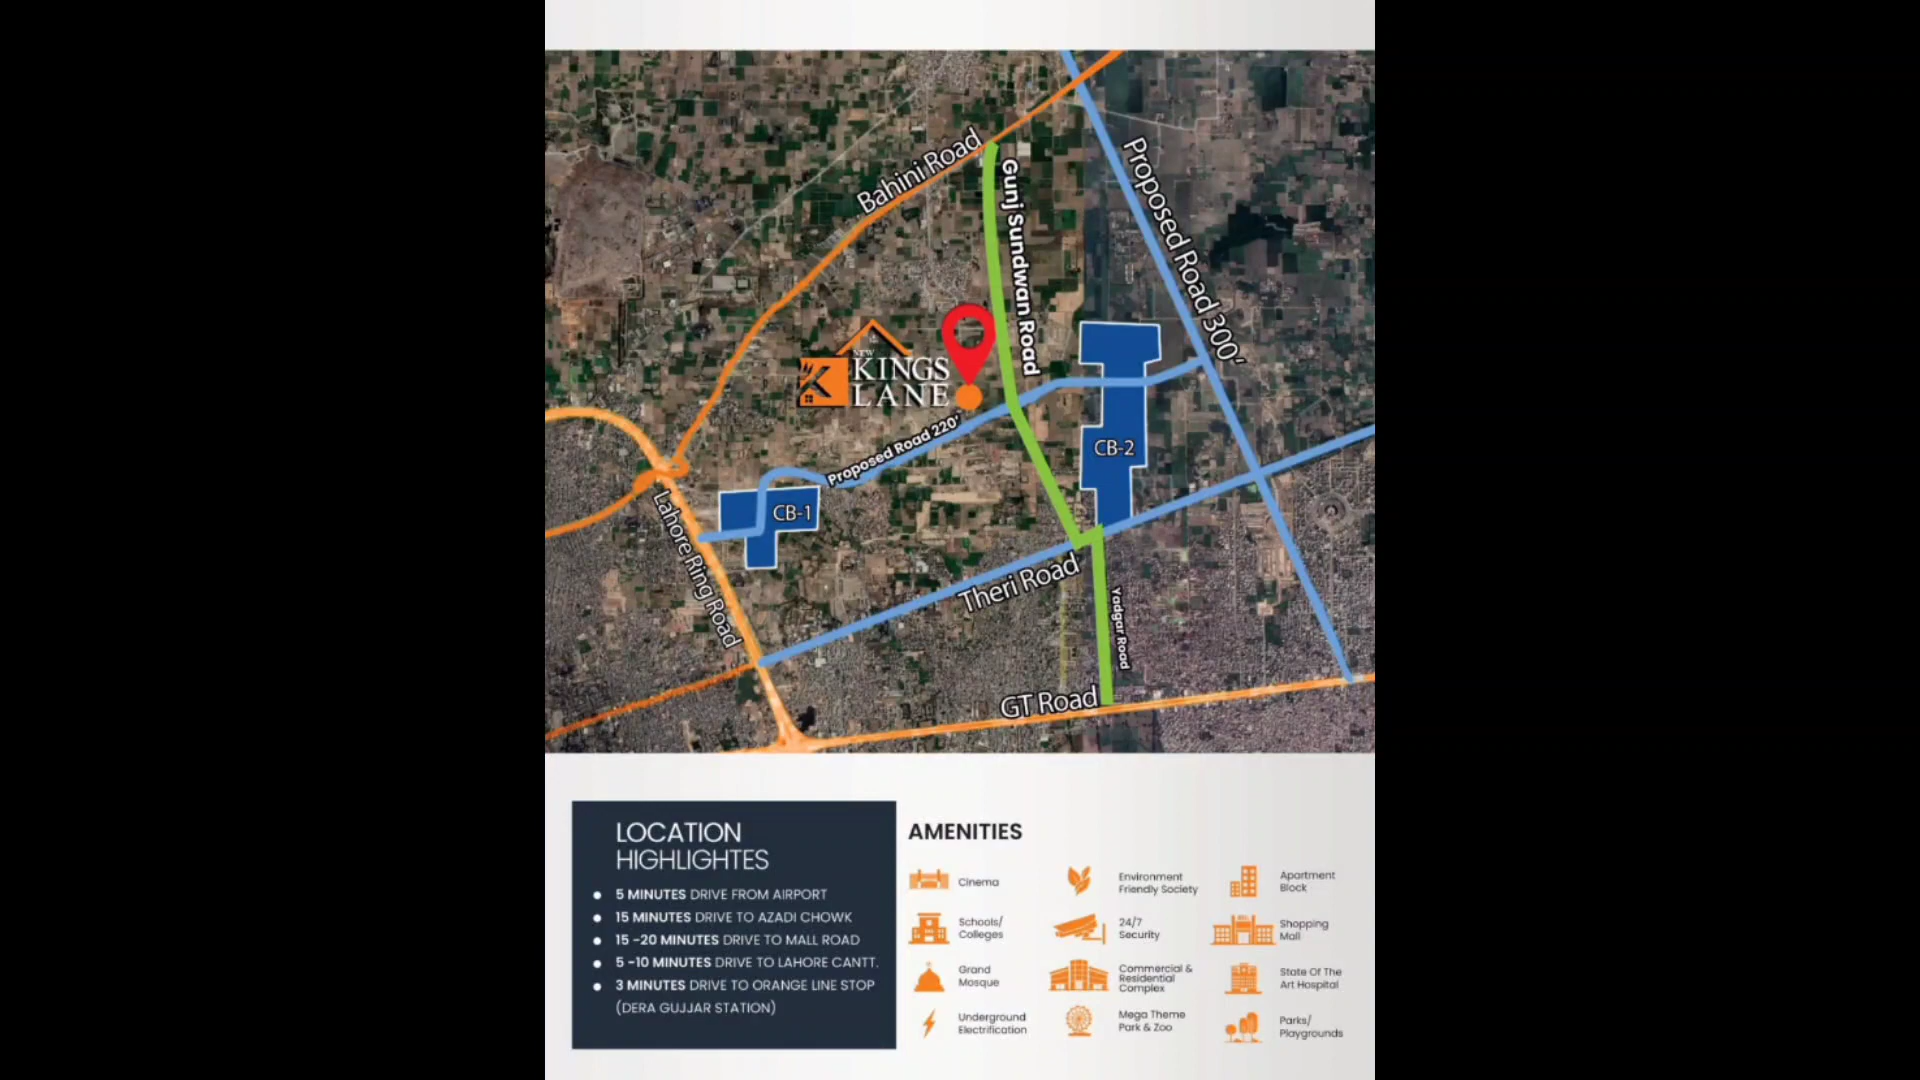 Bahini Road
Gunj Sundwan Road
Proposed Road 300'
NEW
KINGS
LANE
Proposed Road 220'
CB-2
CB-1
Lahore Ring Road
Theri Road
Yadgar Road
GT Road
LOCATION
HIGHLIGHTES
5 MINUTES DRIVE FROM AIRPORT
15 MINUTES DRIVE TO AZADI CHOWK
15 -20 MINUTES DRIVE TO MALL ROAD
5 -10 MINUTES DRIVE TO LAHORE CANTT.
3 MINUTES DRIVE TO ORANGE LINE STOP
(DERA GUJJAR STATION)
AMENITIES
Cinema
Environment
Friendly Society
Apartment
Block
Schools/
Colleges
24/7
Security
Shopping
Mall
Grand
Mosque
Commercial &
Residential
Complex
State Of The
Art Hospital
Underground
Electrification
Mega Theme
Park & Zoo
Parks/
Playgrounds